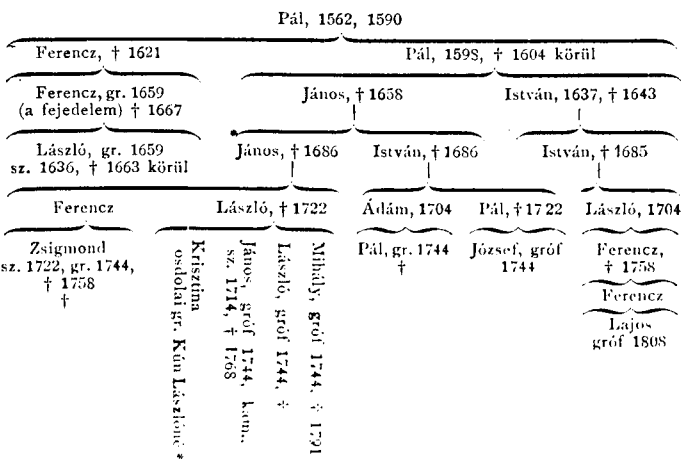 Pál, 1562, 1590
Ferencz, † 1621
Pál, 1598, † 1604 körül
Ferencz, gr. 1659
(a fejedelem) † 1667
János, † 1658
István, 1637, † 1643
László, gr. 1659
sz. 1636, † 1663 körül
*
János, † 1686
István, † 1686
István, † 1685
Ferencz
László, † 1722
Ádám, 1704
Pál, † 1722
László, 1704
Zsigmond
sz. 1722, gr. 1744,
† 1758
†
Krisztina
osdolai gr. Kún Lászlóné *
János, gróf 1744, kam.,
sz. 1714, † 1768
László, gróf 1744, †
Mihály, gróf 1744, † 1791
Pál, gr. 1744
†
József, gróf
1744
Ferencz,
† 1758
Ferencz
Lajos
gróf 1808